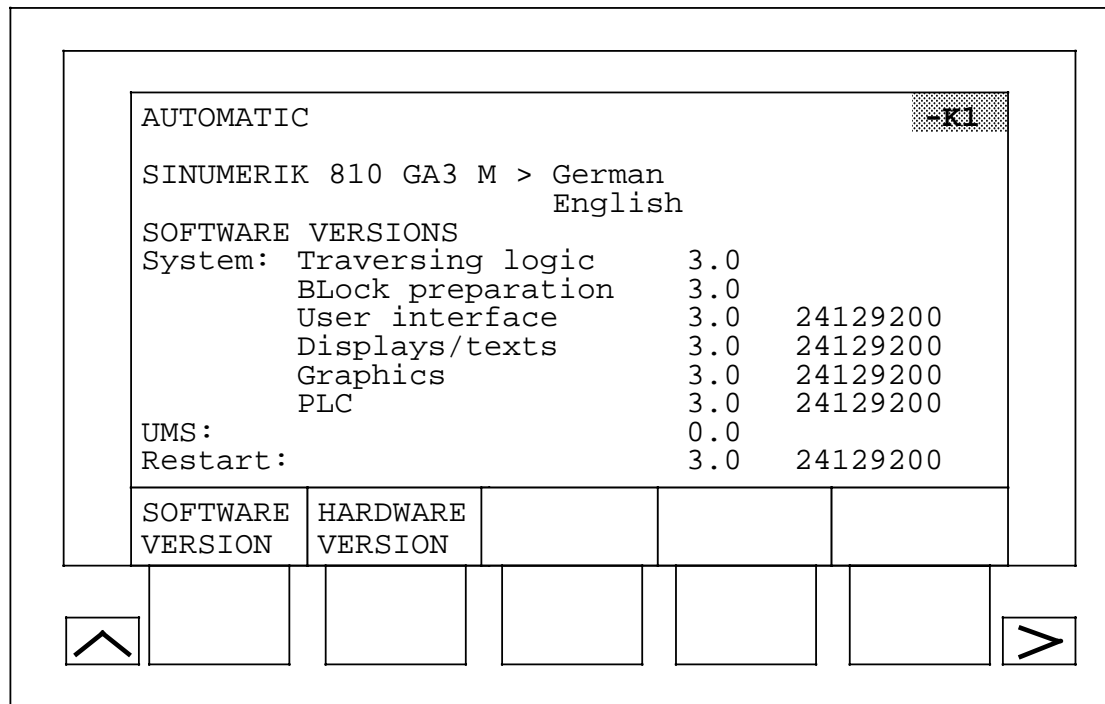 AUTOMATIC -K1
SINUMERIK 810 GA3 M > German
English
SOFTWARE VERSIONS
System: Traversing logic 3.0
BLock preparation 3.0
User interface 3.0 24129200
Displays/texts 3.0 24129200
Graphics 3.0 24129200
PLC 3.0 24129200
UMS: 0.0
Restart: 3.0 24129200
SOFTWARE HARDWARE
VERSION VERSION